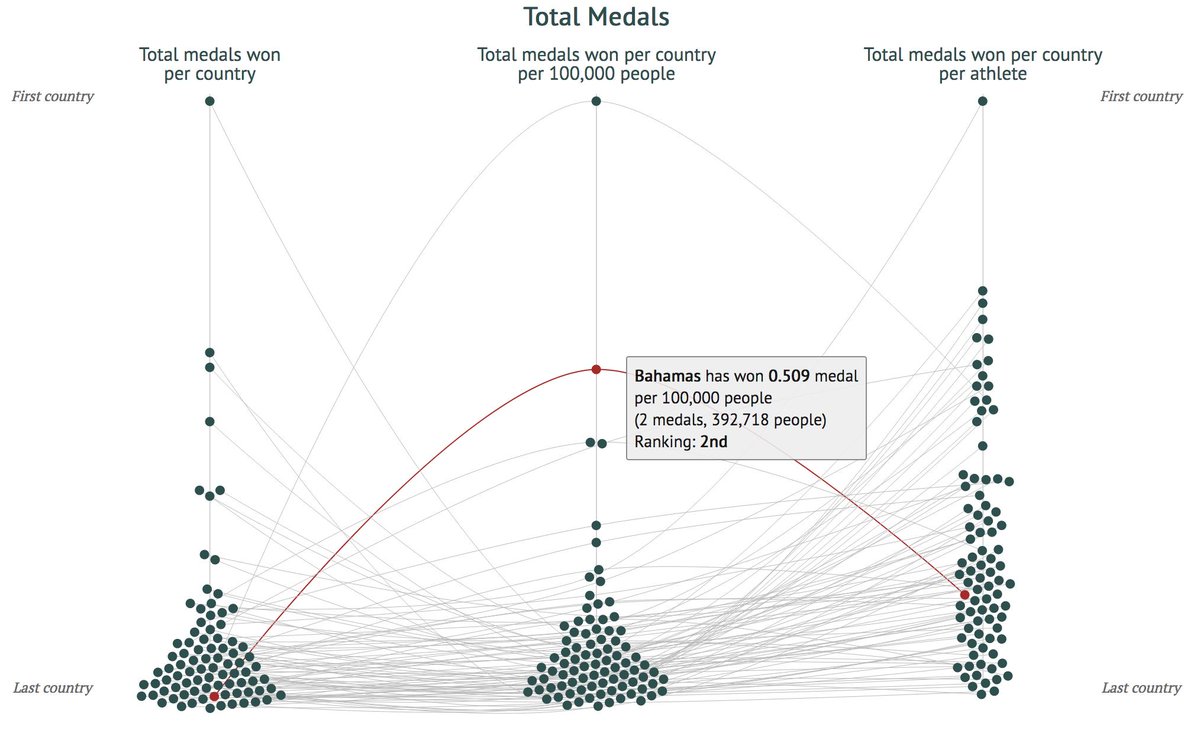 Total Medals
Total medals won
per country
Total medals won per country
per 100,000 people
Total medals won per country
per athlete
First country
First country
Bahamas has won 0.509 medal
per 100,000 people
(2 medals, 392,718 people)
Ranking: 2nd
Last country
Last country